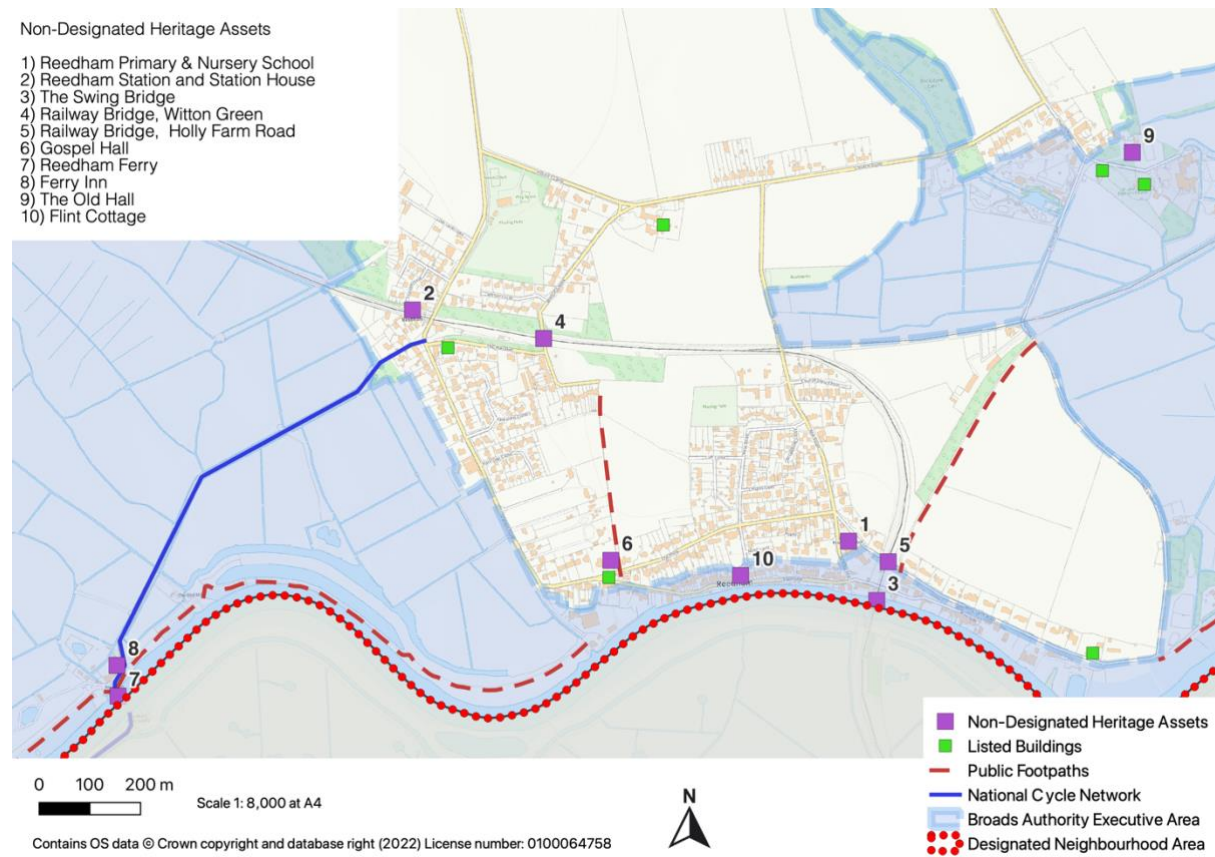 Non-Designated Heritage Assets
1) Reedham Primary & Nursery School
2) Reedham Station and Station House
3) The Swing Bridge
4) Railway Bridge, Witton Green
5) Railway Bridge, Holly Farm Road
6) Gospel Hall
7) Reedham Ferry
8) Ferry Inn
9) The Old Hall
10) Flint Cottage
9
2
4
1
6
5
10
3
8
7
Non-Designated Heritage Assets
Listed Buildings
Public Footpaths
National Cycle Network
Broads Authority Executive Area
Designated Neighbourhood Area
0 100 200 m
Scale 1: 8,000 at A4
N
Contains OS data © Crown copyright and database right (2022) License number: 0100064758